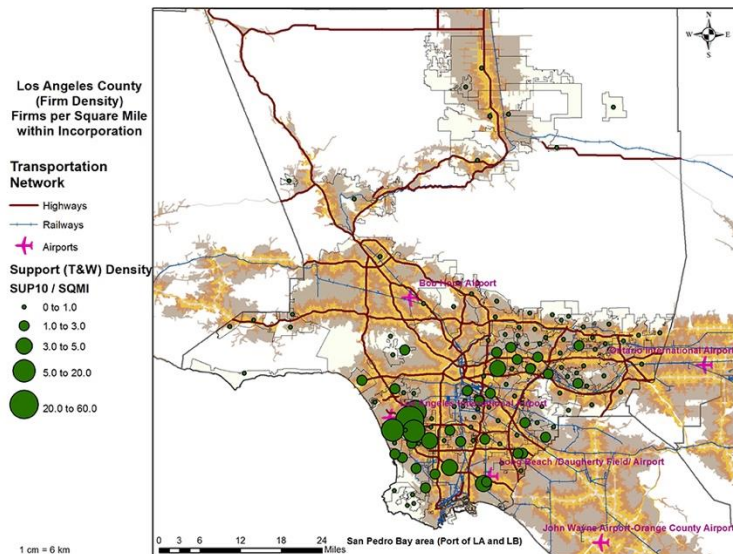 Los Angeles County
(Firm Density)
Firms per Square Mile
within Incorporation
Transportation
Network
Highways
Railways
Airports
Support (T&W) Density
SUP10 / SQMI
0 to 1.0
1.0 to 3.0
3.0 to 5.0
5.0 to 20.0
20.0 to 60.0
1 cm = 6 km
N
W
E
S
Bob Hope Airport
Ontario International Airport
Los Angeles International Airport
Long Beach /Daugherty Field/ Airport
John Wayne Airport-Orange County Airport
San Pedro Bay area (Port of LA and LB)
0 3 6 12 18 24
Miles